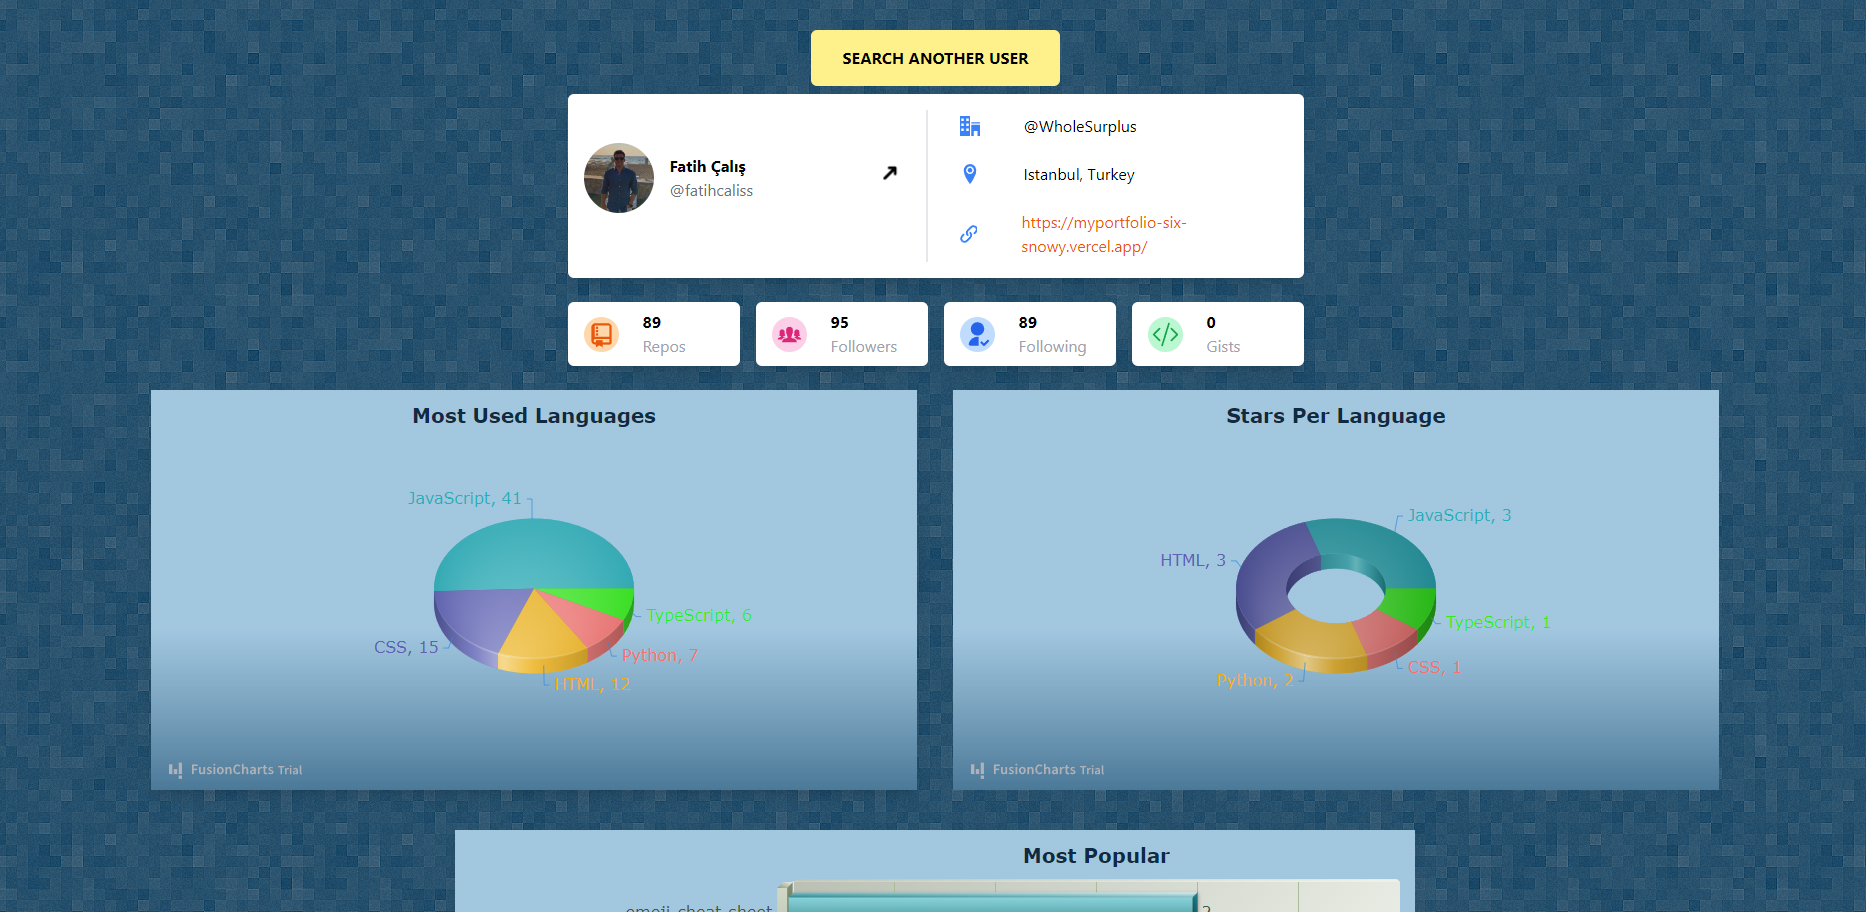 SEARCH ANOTHER USER
Fatih Çalış
@fatihcaliss
@WholeSurplus
Istanbul, Turkey
https://myportfolio-six-
snowy.vercel.app/
89
Repos
95
Followers
89
Following
0
Gists
Most Used Languages
JavaScript, 41
TypeScript, 6
CSS, 15
Python, 7
HTML, 12
FusionCharts Trial
Stars Per Language
JavaScript, 3
HTML, 3
TypeScript, 1
CSS, 1
Python, 2
FusionCharts Trial
Most Popular
emoji-cheat-sheet